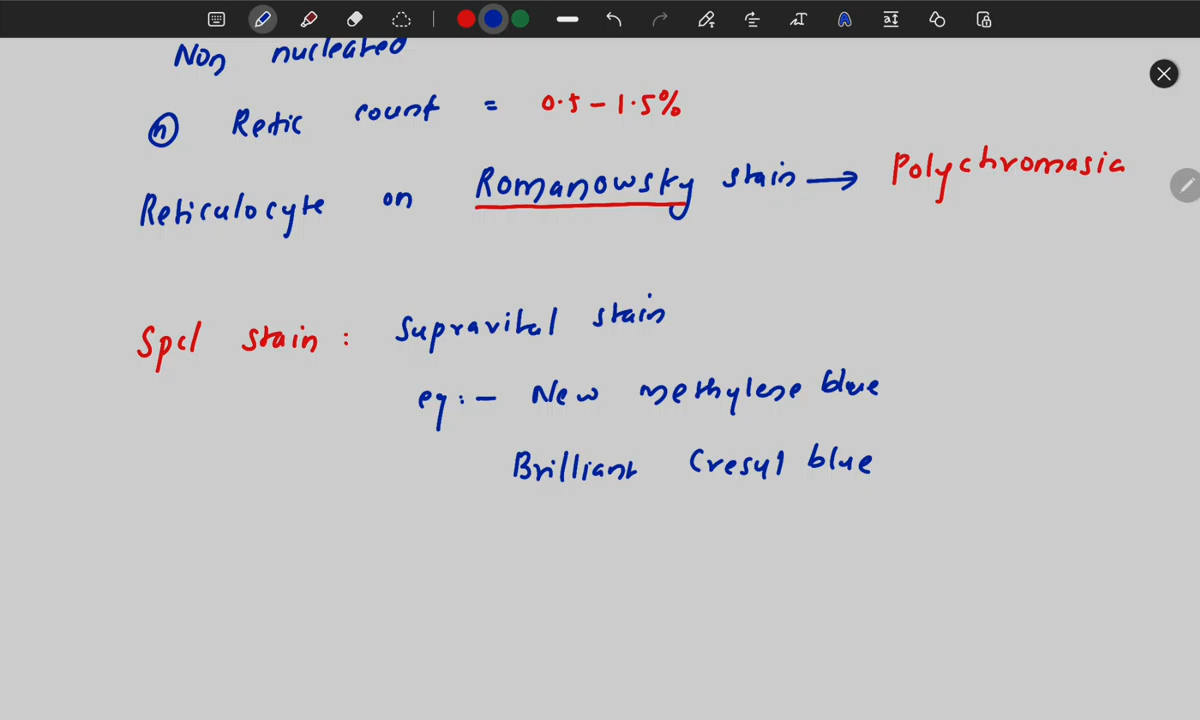 Non nucleated
(n) Retic count = 0.5 - 1.5%
Reticulocyte on Romanowsky stain → Polychromasia
Spcl stain : Supravital stain
eg :- New methylene blue
Brilliant Cresyl blue